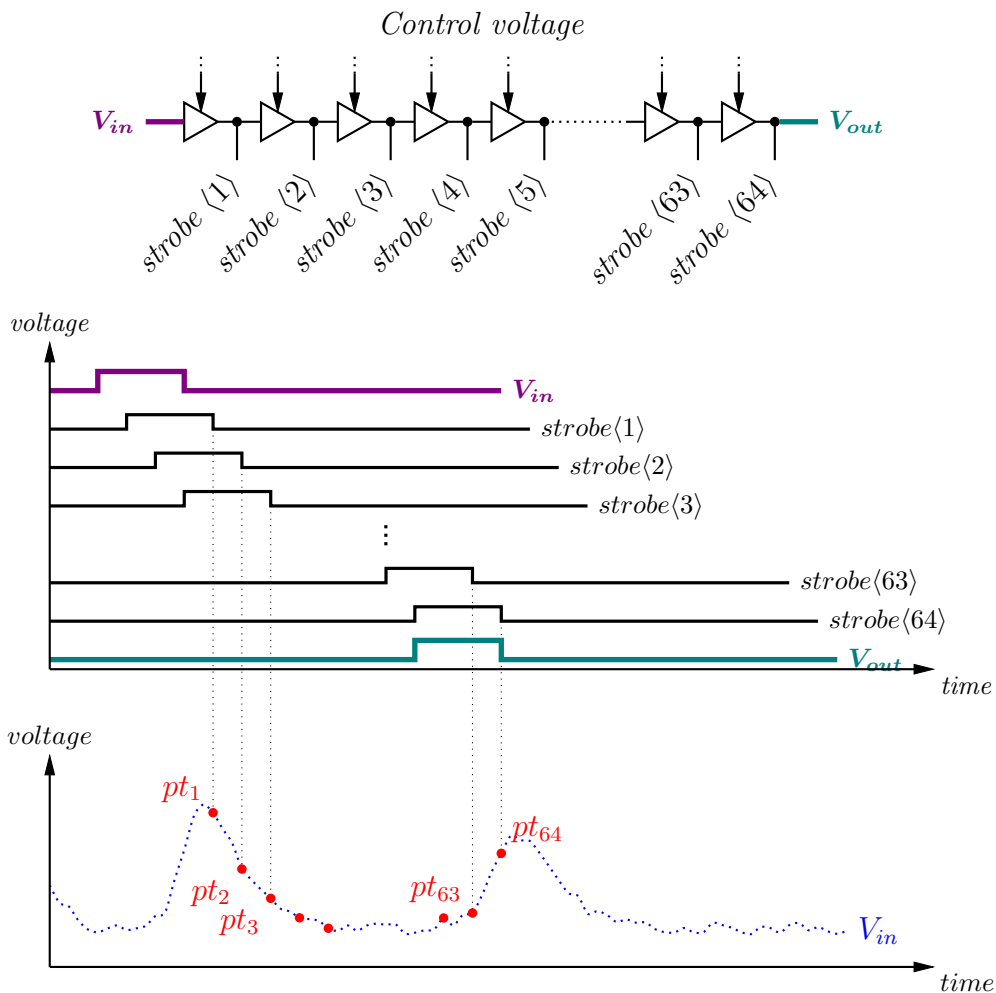 Control voltage
V_in
V_out
strobe ⟨1⟩
strobe ⟨2⟩
strobe ⟨3⟩
strobe ⟨4⟩
strobe ⟨5⟩
strobe ⟨63⟩
strobe ⟨64⟩
voltage
V_in
strobe⟨1⟩
strobe⟨2⟩
strobe⟨3⟩
⋮
strobe⟨63⟩
strobe⟨64⟩
V_out
time
voltage
pt_1
pt_64
pt_2
pt_63
pt_3
V_in
time